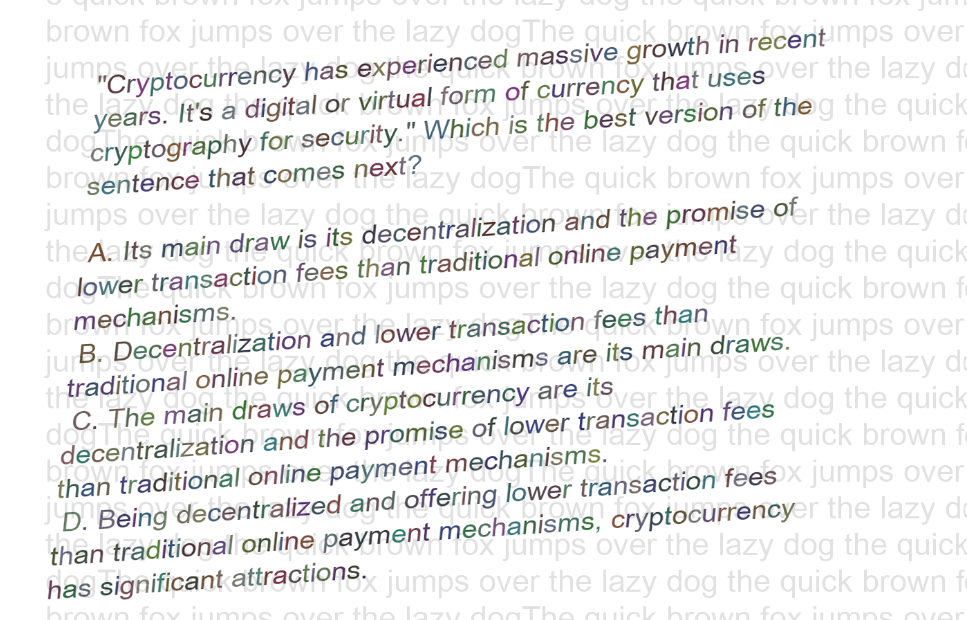 "Cryptocurrency has experienced massive growth in recent
years. It's a digital or virtual form of currency that uses
cryptography for security." Which is the best version of the
sentence that comes next?
A. Its main draw is its decentralization and the promise of
lower transaction fees than traditional online payment
mechanisms.
B. Decentralization and lower transaction fees than
traditional online payment mechanisms are its main draws.
C. The main draws of cryptocurrency are its
decentralization and the promise of lower transaction fees
than traditional online payment mechanisms.
D. Being decentralized and offering lower transaction fees
than traditional online payment mechanisms, cryptocurrency
has significant attractions.